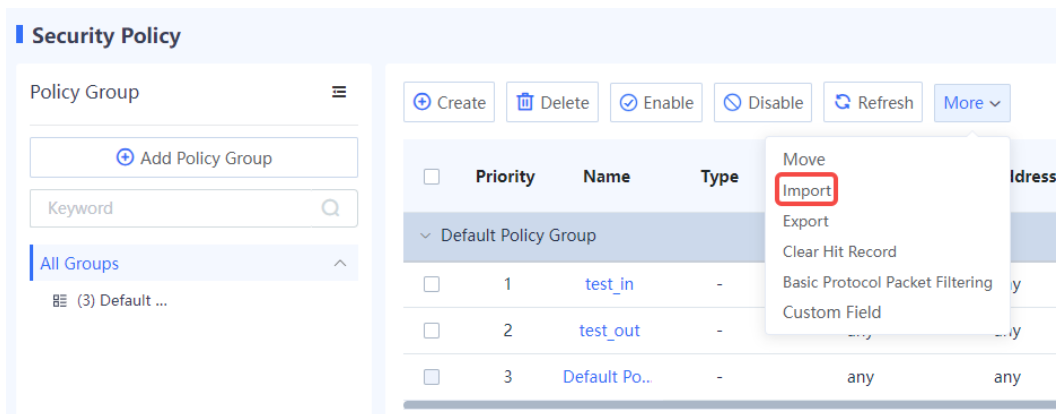 Security Policy
Policy Group
Add Policy Group
Keyword
All Groups
(3) Default ...
Create Delete Enable Disable Refresh More
Move
Import
Export
Clear Hit Record
Basic Protocol Packet Filtering
Custom Field
Priority Name Type
Default Policy Group
1 test_in -
2 test_out -
3 Default Po... - any any